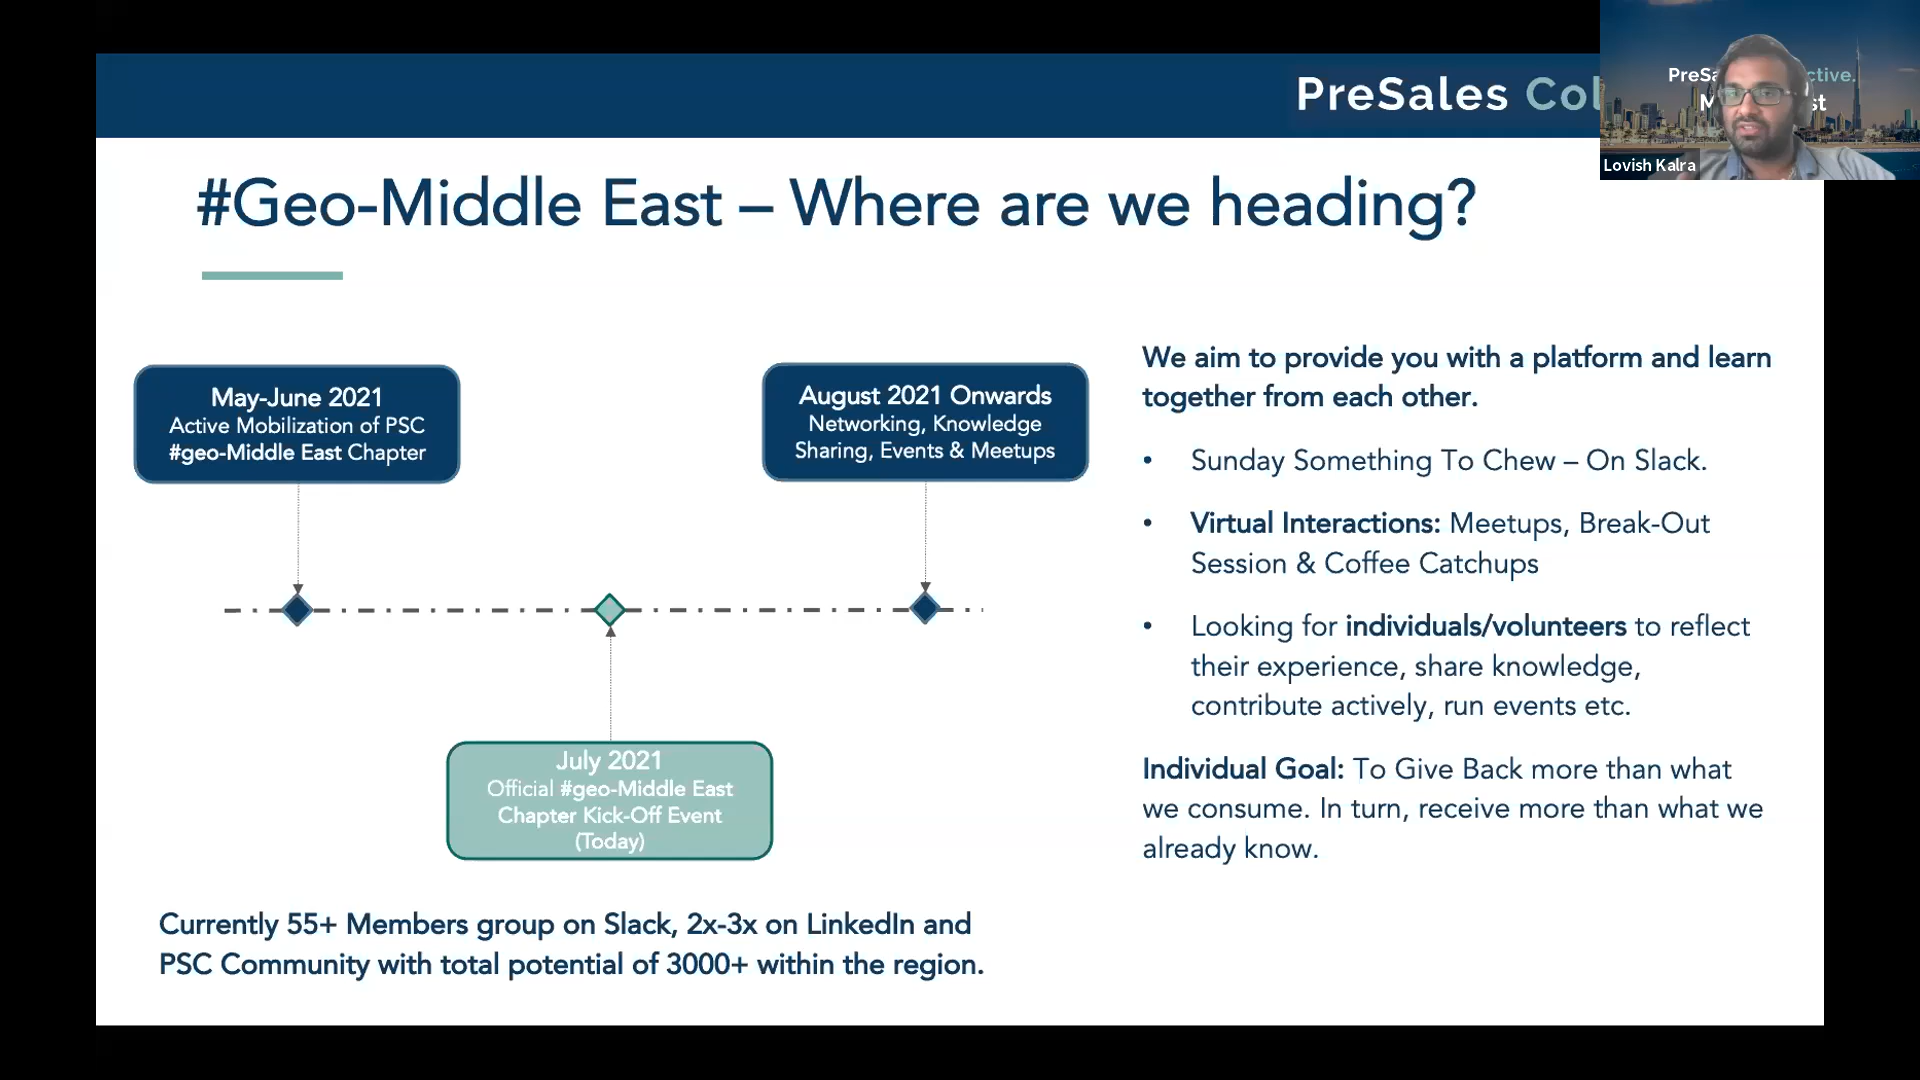 PreSales Col
PreSa ctive.
M st
Lovish Kalra
#Geo-Middle East – Where are we heading?
May-June 2021
Active Mobilization of PSC
#geo-Middle East Chapter
August 2021 Onwards
Networking, Knowledge
Sharing, Events & Meetups
July 2021
Official #geo-Middle East
Chapter Kick-Off Event
(Today)
Currently 55+ Members group on Slack, 2x-3x on LinkedIn and
PSC Community with total potential of 3000+ within the region.
We aim to provide you with a platform and learn
together from each other.
• Sunday Something To Chew – On Slack.
• Virtual Interactions: Meetups, Break-Out
Session & Coffee Catchups
• Looking for individuals/volunteers to reflect
their experience, share knowledge,
contribute actively, run events etc.
Individual Goal: To Give Back more than what
we consume. In turn, receive more than what we
already know.